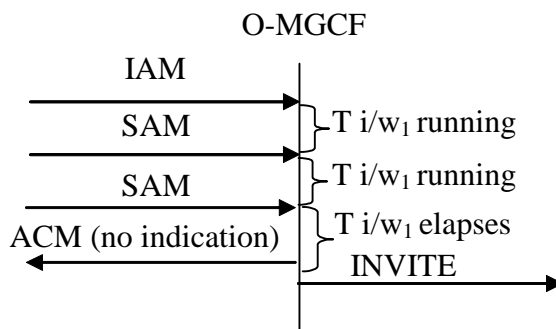 O-MGCF
IAM
T i/w₁ running
SAM
T i/w₁ running
SAM
T i/w₁ elapses
ACM (no indication)
INVITE